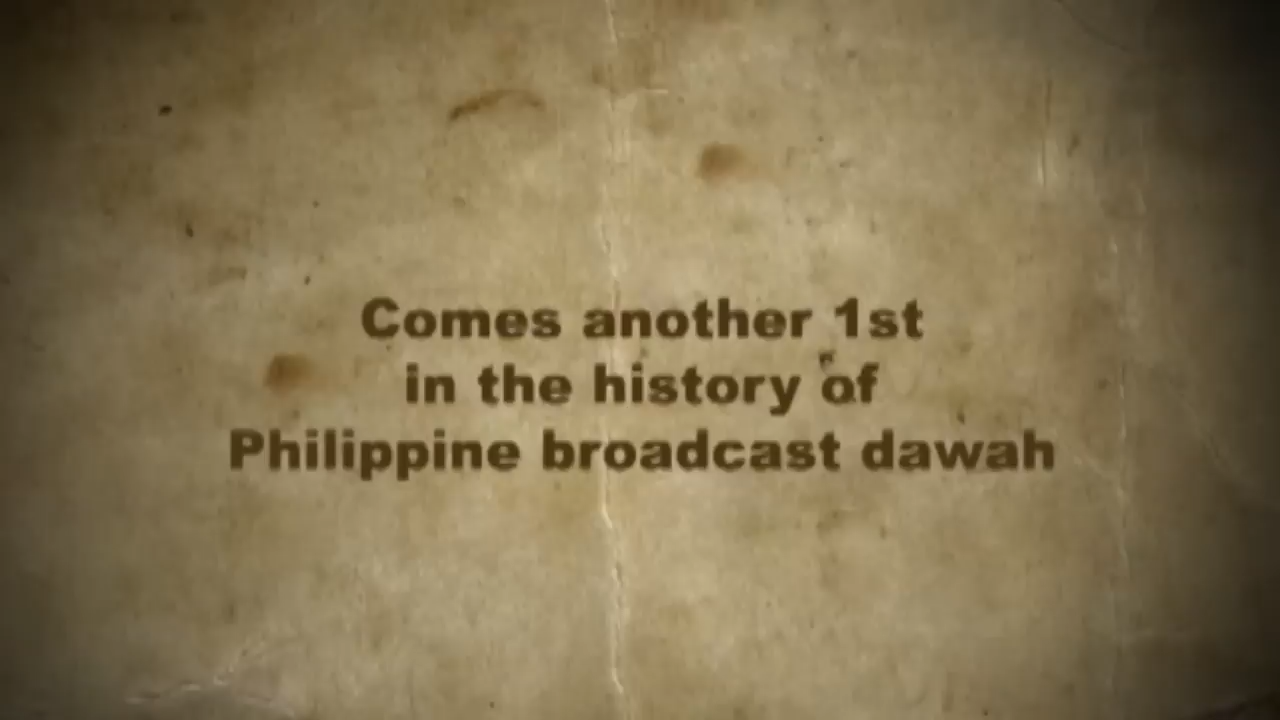 Comes another 1st
in the history of
Philippine broadcast dawah